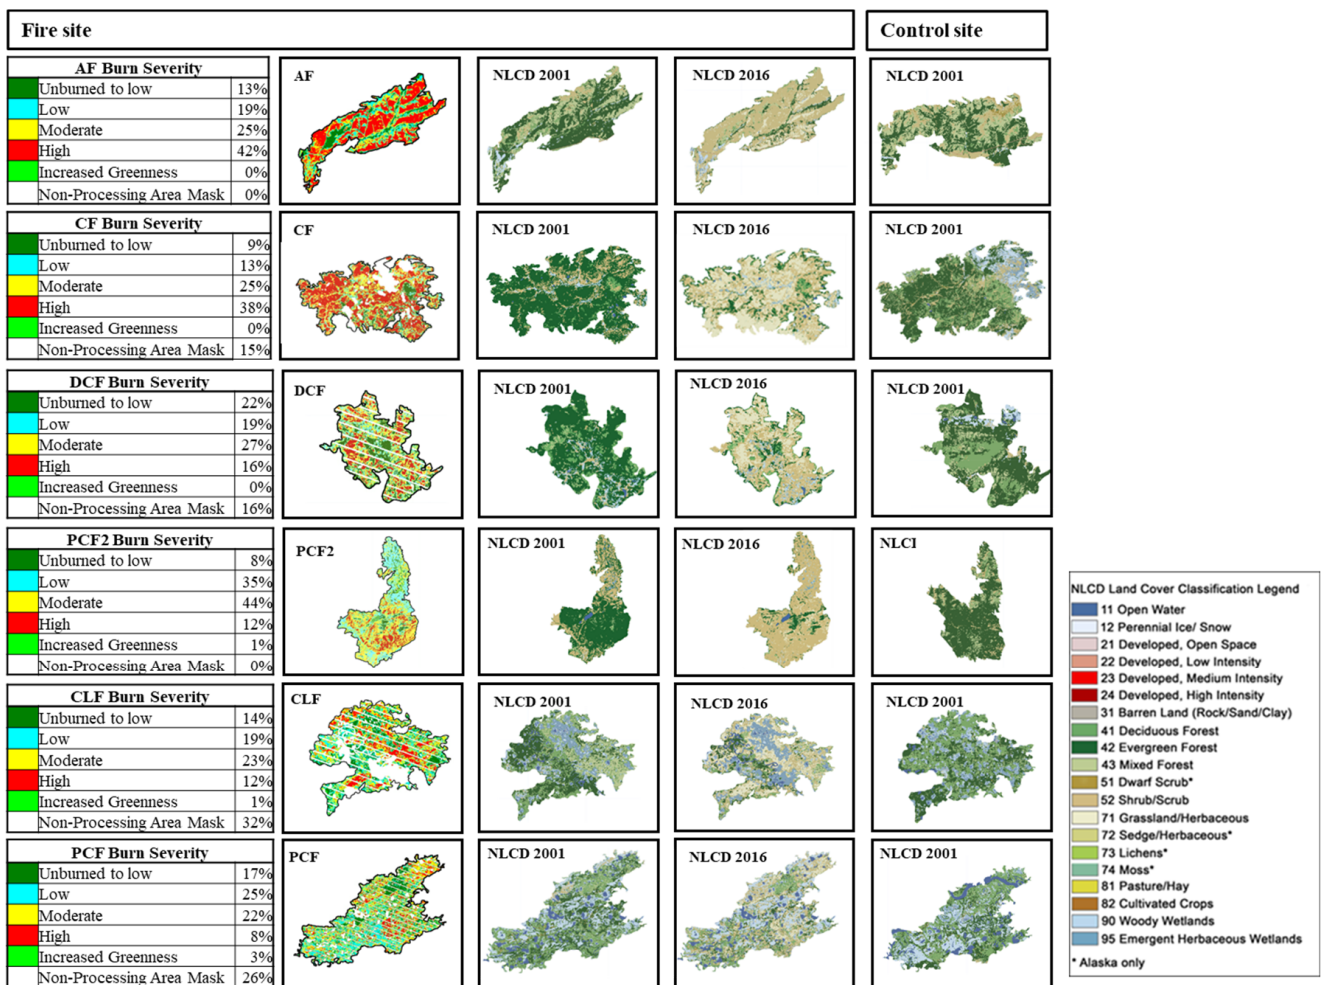 Fire site
Control site
AF Burn Severity
Unburned to low 13%
Low 19%
Moderate 25%
High 42%
Increased Greenness 0%
Non-Processing Area Mask 0%
AF
NLCD 2001
NLCD 2016
NLCD 2001
CF Burn Severity
Unburned to low 9%
Low 13%
Moderate 25%
High 38%
Increased Greenness 0%
Non-Processing Area Mask 15%
CF
NLCD 2001
NLCD 2016
NLCD 2001
DCF Burn Severity
Unburned to low 22%
Low 19%
Moderate 27%
High 16%
Increased Greenness 0%
Non-Processing Area Mask 16%
DCF
NLCD 2001
NLCD 2016
NLCD 2001
PCF2 Burn Severity
Unburned to low 8%
Low 35%
Moderate 44%
High 12%
Increased Greenness 1%
Non-Processing Area Mask 0%
PCF2
NLCD 2001
NLCD 2016
CLF Burn Severity
Unburned to low 14%
Low 19%
Moderate 23%
High 12%
Increased Greenness 1%
Non-Processing Area Mask 32%
CLF
NLCD 2001
NLCD 2016
NLCD 2001
PCF Burn Severity
Unburned to low 17%
Low 25%
Moderate 22%
High 8%
Increased Greenness 3%
Non-Processing Area Mask 26%
PCF
NLCD 2001
NLCD 2016
NLCD 2001
NLCD Land Cover Classification Legend
11 Open Water
12 Perennial Ice/ Snow
21 Developed, Open Space
22 Developed, Low Intensity
23 Developed, Medium Intensity
24 Developed, High Intensity
31 Barren Land (Rock/Sand/Clay)
41 Deciduous Forest
42 Evergreen Forest
43 Mixed Forest
51 Dwarf Scrub*
52 Shrub/Scrub
71 Grassland/Herbaceous
72 Sedge/Herbaceous*
73 Lichens*
74 Moss*
81 Pasture/Hay
82 Cultivated Crops
90 Woody Wetlands
95 Emergent Herbaceous Wetlands
* Alaska only